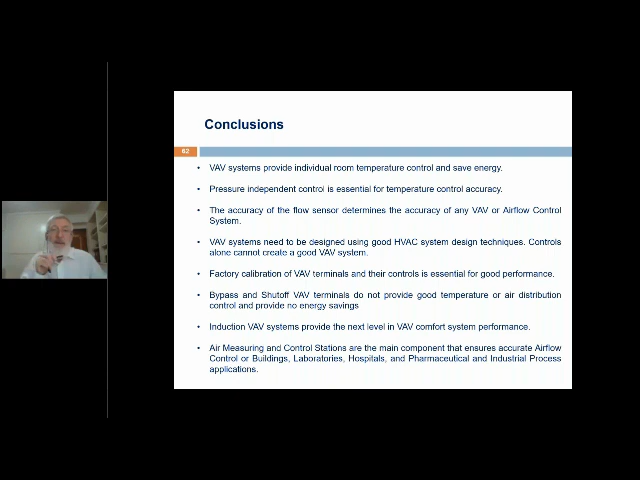 Conclusions
62
• VAV systems provide individual room temperature control and save energy.
• Pressure independent control is essential for temperature control accuracy.
• The accuracy of the flow sensor determines the accuracy of any VAV or Airflow Control
System.
• VAV systems need to be designed using good HVAC system design techniques. Controls
alone cannot create a good VAV system.
• Factory calibration of VAV terminals and their controls is essential for good performance.
• Bypass and Shutoff VAV terminals do not provide good temperature or air distribution
control and provide no energy savings
• Induction VAV systems provide the next level in VAV comfort system performance.
• Air Measuring and Control Stations are the main component that ensures accurate Airflow
Control or Buildings, Laboratories, Hospitals, and Pharmaceutical and Industrial Process
applications.